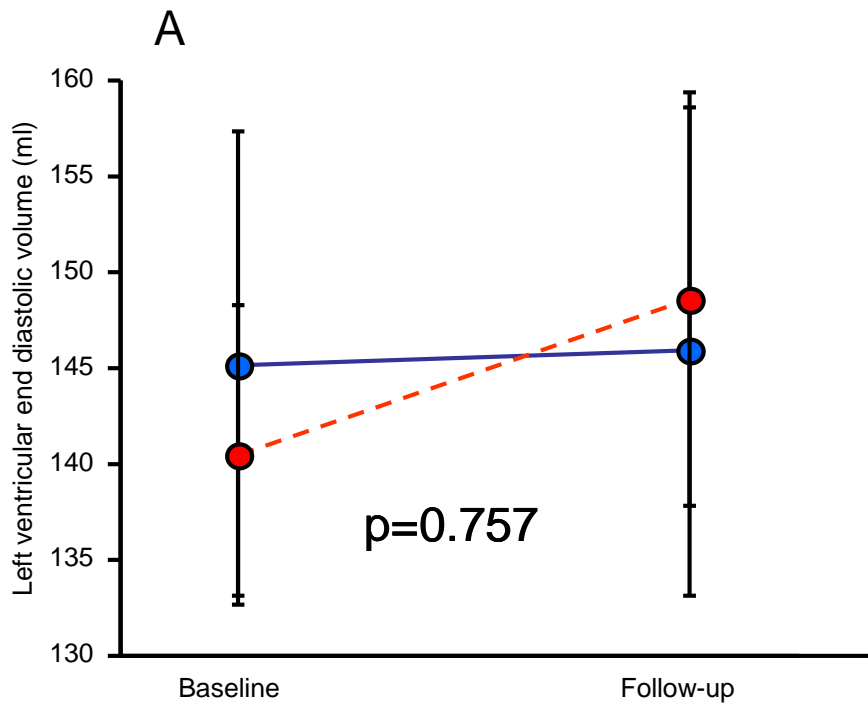 A
Left ventricular end diastolic volume (ml)
160
155
150
145
140
135
130
p=0.757
Baseline
Follow-up